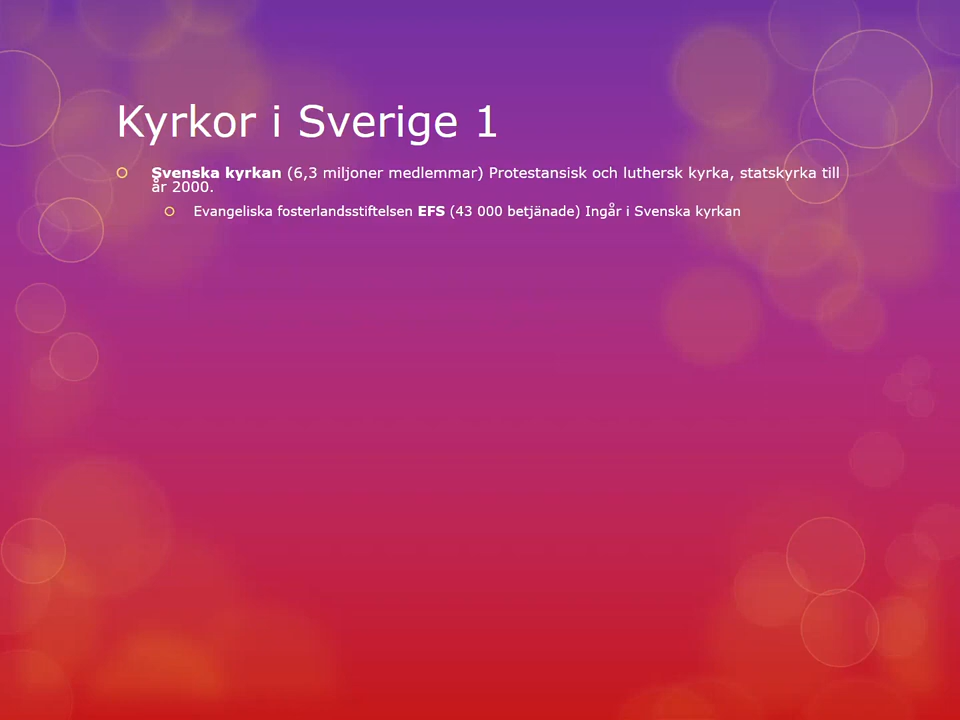 Kyrkor i Sverige 1
Svenska kyrkan (6,3 miljoner medlemmar) Protestansisk och luthersk kyrka, statskyrka till
år 2000.
Evangeliska fosterlandsstiftelsen EFS (43 000 betjänade) Ingår i Svenska kyrkan